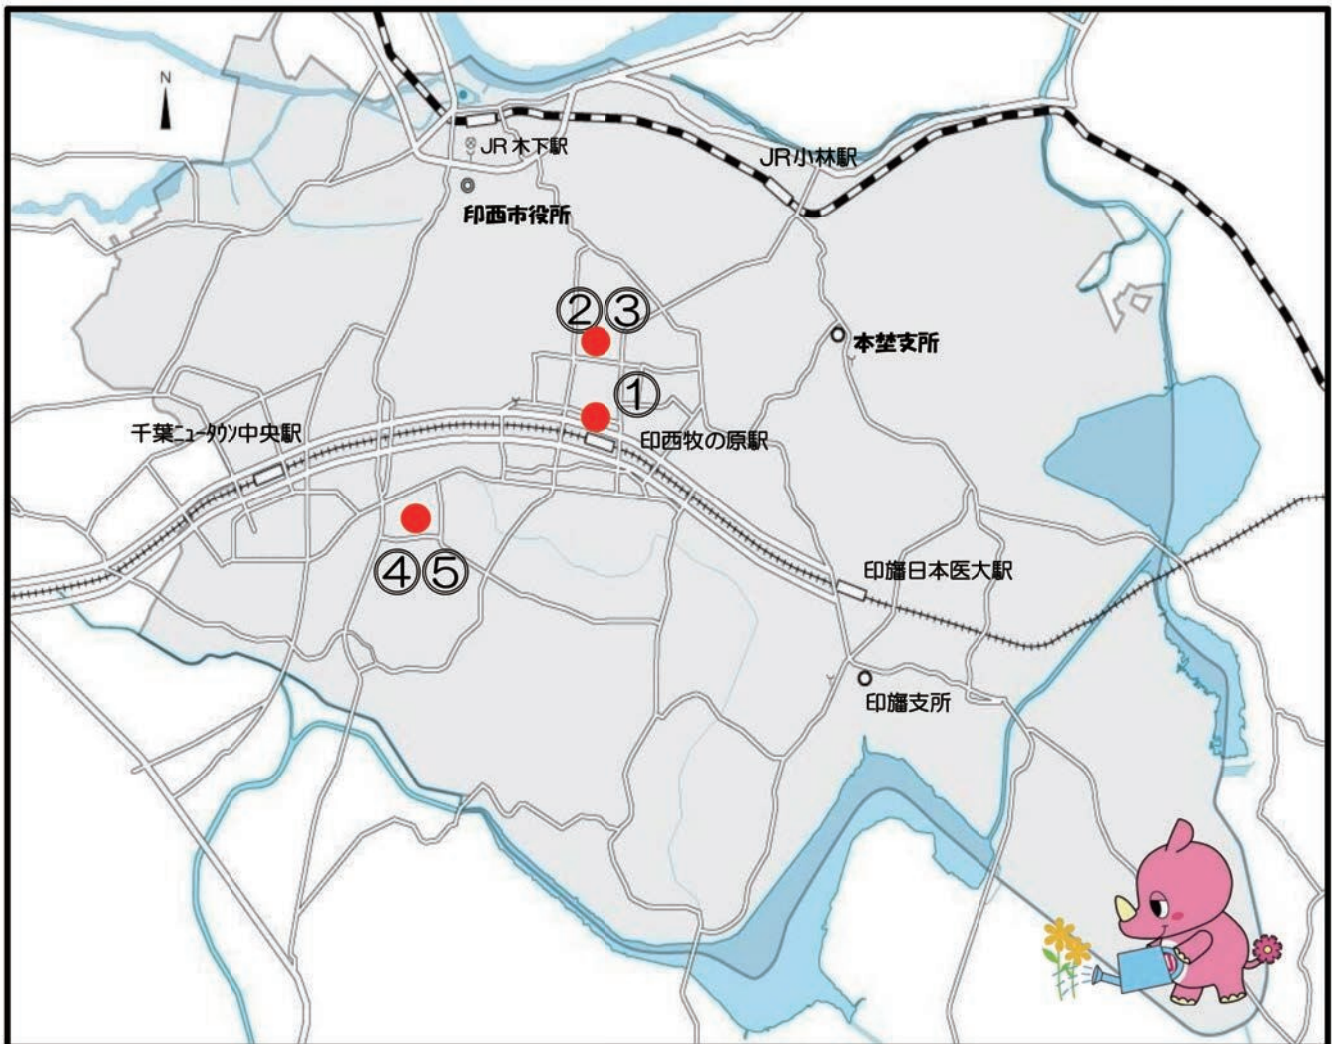 N
JR 木下駅
JR小林駅
印西市役所
②③
本埜支所
①
千葉ニュータウン中央駅
印西牧の原駅
④⑤
印旛日本医大駅
印旛支所